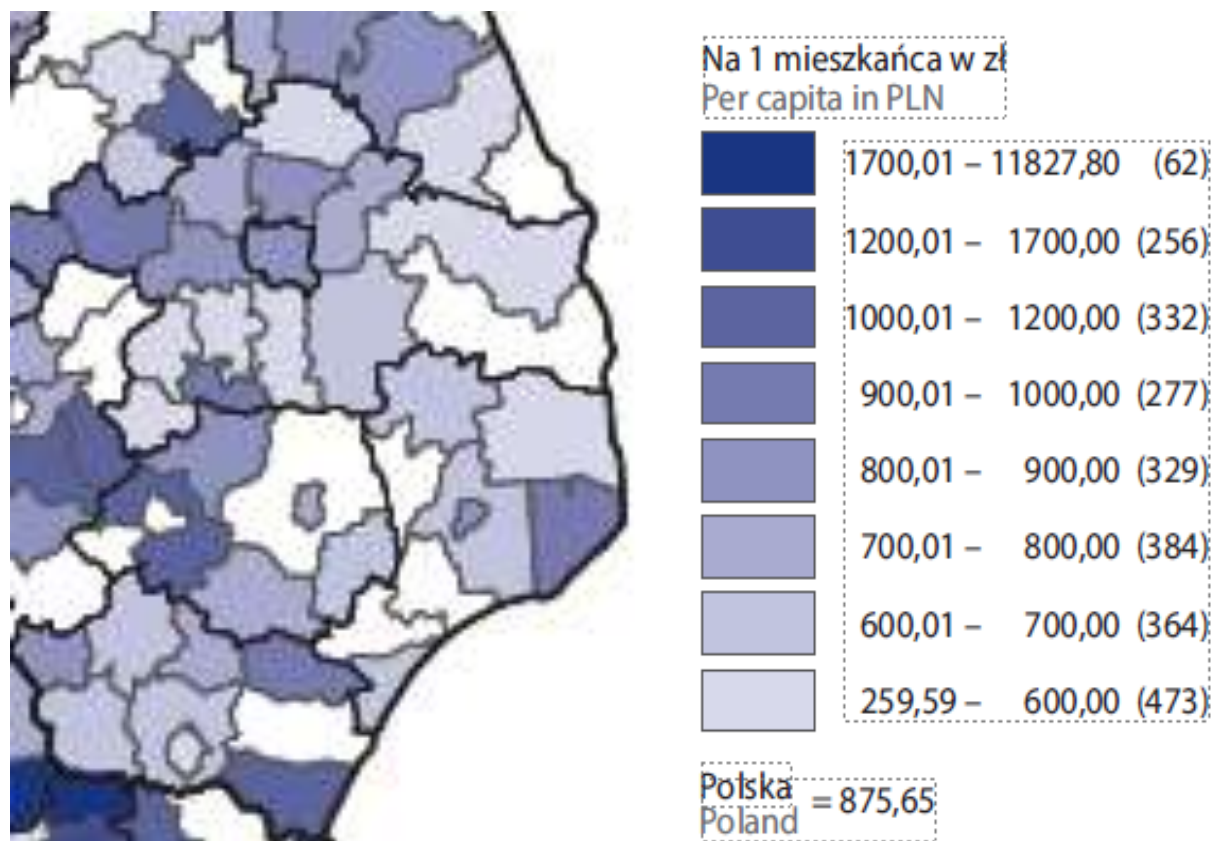 Na 1 mieszkańca w zł
Per capita in PLN
1700,01 – 11827,80 (62)
1200,01 – 1700,00 (256)
1000,01 – 1200,00 (332)
900,01 – 1000,00 (277)
800,01 – 900,00 (329)
700,01 – 800,00 (384)
600,01 – 700,00 (364)
259,59 – 600,00 (473)
Polska
Poland = 875,65